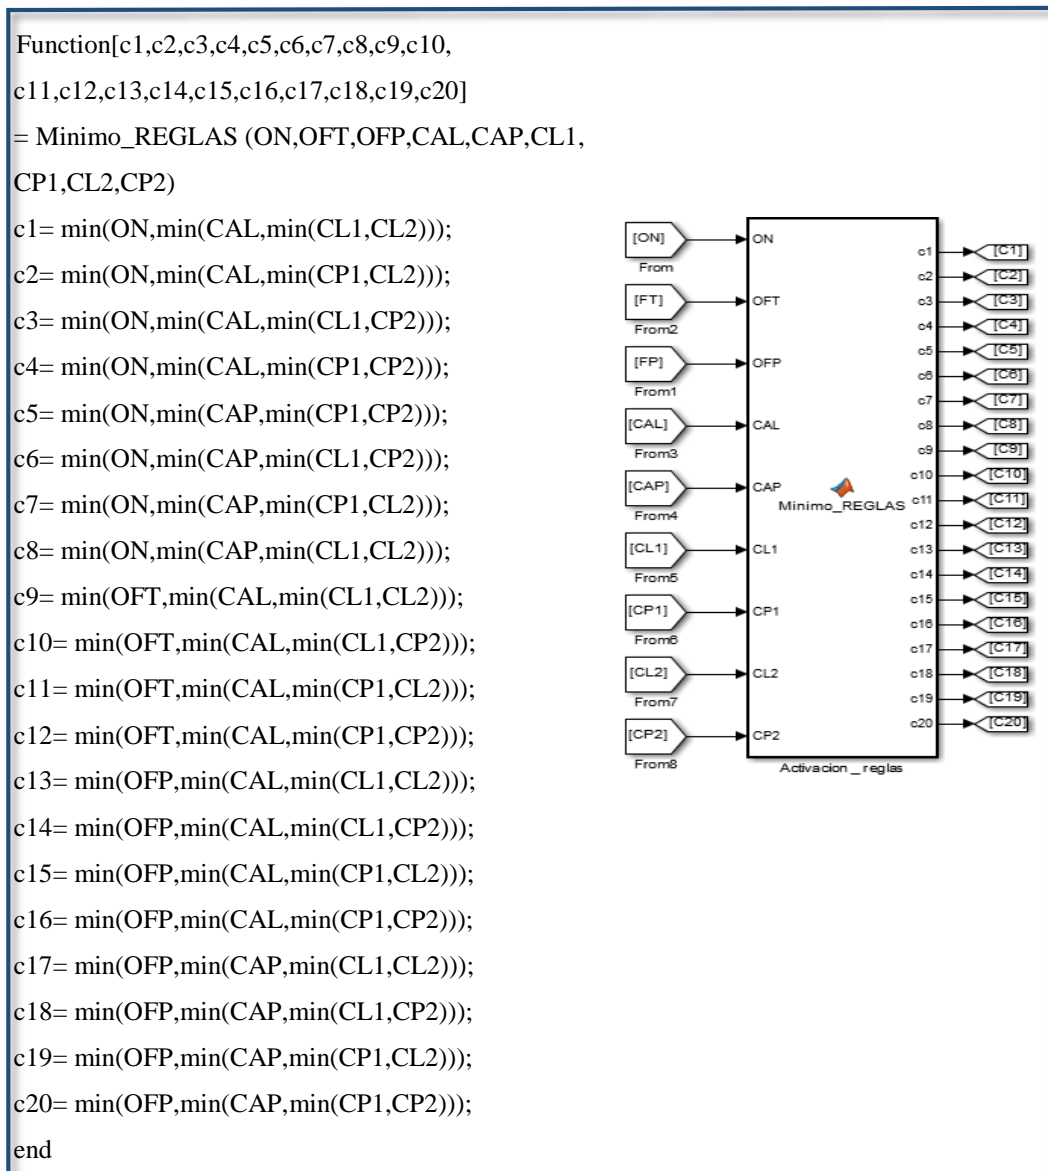 Function[c1,c2,c3,c4,c5,c6,c7,c8,c9,c10,
c11,c12,c13,c14,c15,c16,c17,c18,c19,c20]
= Minimo_REGLAS (ON,OFT,OFP,CAL,CAP,CL1,
CP1,CL2,CP2)
c1= min(ON,min(CAL,min(CL1,CL2)));
c2= min(ON,min(CAL,min(CP1,CL2)));
c3= min(ON,min(CAL,min(CL1,CP2)));
c4= min(ON,min(CAL,min(CP1,CP2)));
c5= min(ON,min(CAP,min(CP1,CP2)));
c6= min(ON,min(CAP,min(CL1,CP2)));
c7= min(ON,min(CAP,min(CP1,CL2)));
c8= min(ON,min(CAP,min(CL1,CL2)));
c9= min(OFT,min(CAL,min(CL1,CL2)));
c10= min(OFT,min(CAL,min(CL1,CP2)));
c11= min(OFT,min(CAL,min(CP1,CL2)));
c12= min(OFT,min(CAL,min(CP1,CP2)));
c13= min(OFP,min(CAL,min(CL1,CL2)));
c14= min(OFP,min(CAL,min(CL1,CP2)));
c15= min(OFP,min(CAL,min(CP1,CL2)));
c16= min(OFP,min(CAL,min(CP1,CP2)));
c17= min(OFP,min(CAP,min(CL1,CL2)));
c18= min(OFP,min(CAP,min(CL1,CP2)));
c19= min(OFP,min(CAP,min(CP1,CL2)));
c20= min(OFP,min(CAP,min(CP1,CP2)));
end
[ON]
From
[FT]
From2
[FP]
From1
[CAL]
From3
[CAP]
From4
[CL1]
From5
[CP1]
From6
[CL2]
From7
[CP2]
From8
ON
OFT
OFP
CAL
CAP
CL1
CP1
CL2
CP2
Minimo_REGLAS
c1
c2
c3
c4
c5
c6
c7
c8
c9
c10
c11
c12
c13
c14
c15
c16
c17
c18
c19
c20
[C1]
[C2]
[C3]
[C4]
[C5]
[C6]
[C7]
[C8]
[C9]
[C10]
[C11]
[C12]
[C13]
[C14]
[C15]
[C16]
[C17]
[C18]
[C19]
[C20]
Activacion _ reglas